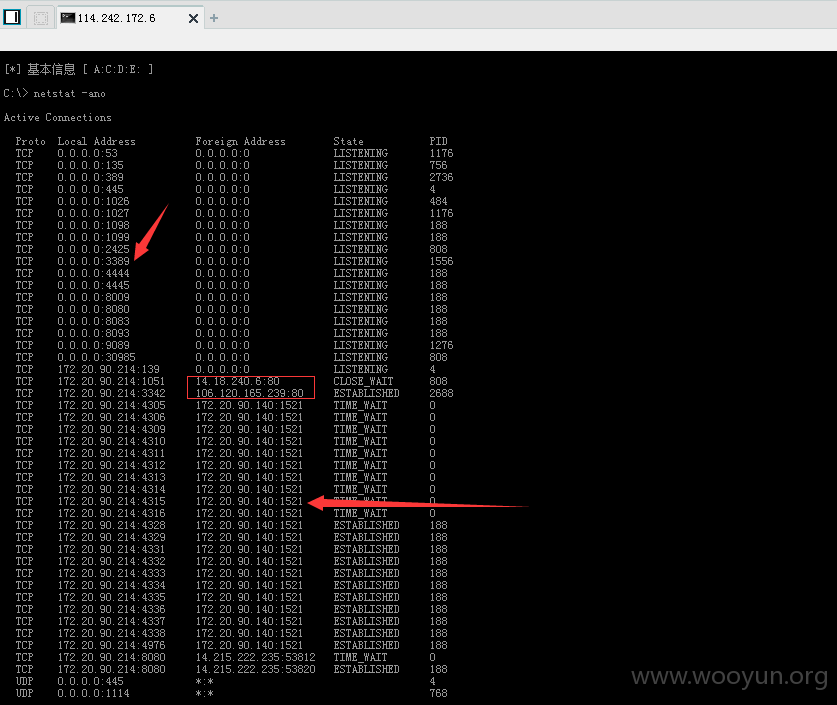 114.242.172.6
[*] 基本信息 [ A:C:D:E: ]
C:\> netstat -ano
Active Connections
Proto Local Address Foreign Address State PID
TCP 0.0.0.0:53 0.0.0.0:0 LISTENING 1176
TCP 0.0.0.0:135 0.0.0.0:0 LISTENING 756
TCP 0.0.0.0:389 0.0.0.0:0 LISTENING 2736
TCP 0.0.0.0:445 0.0.0.0:0 LISTENING 4
TCP 0.0.0.0:1026 0.0.0.0:0 LISTENING 484
TCP 0.0.0.0:1027 0.0.0.0:0 LISTENING 1176
TCP 0.0.0.0:1098 0.0.0.0:0 LISTENING 188
TCP 0.0.0.0:1099 0.0.0.0:0 LISTENING 188
TCP 0.0.0.0:2425 0.0.0.0:0 LISTENING 808
TCP 0.0.0.0:3389 0.0.0.0:0 LISTENING 1556
TCP 0.0.0.0:4444 0.0.0.0:0 LISTENING 188
TCP 0.0.0.0:4445 0.0.0.0:0 LISTENING 188
TCP 0.0.0.0:8009 0.0.0.0:0 LISTENING 188
TCP 0.0.0.0:8080 0.0.0.0:0 LISTENING 188
TCP 0.0.0.0:8083 0.0.0.0:0 LISTENING 188
TCP 0.0.0.0:8093 0.0.0.0:0 LISTENING 188
TCP 0.0.0.0:9089 0.0.0.0:0 LISTENING 1276
TCP 0.0.0.0:30985 0.0.0.0:0 LISTENING 808
TCP 172.20.90.214:139 0.0.0.0:0 LISTENING 4
TCP 172.20.90.214:1051 14.18.240.6:80 CLOSE_WAIT 808
TCP 172.20.90.214:3342 106.120.165.239:80 ESTABLISHED 2688
TCP 172.20.90.214:4305 172.20.90.140:1521 TIME_WAIT 0
TCP 172.20.90.214:4306 172.20.90.140:1521 TIME_WAIT 0
TCP 172.20.90.214:4309 172.20.90.140:1521 TIME_WAIT 0
TCP 172.20.90.214:4310 172.20.90.140:1521 TIME_WAIT 0
TCP 172.20.90.214:4311 172.20.90.140:1521 TIME_WAIT 0
TCP 172.20.90.214:4312 172.20.90.140:1521 TIME_WAIT 0
TCP 172.20.90.214:4313 172.20.90.140:1521 TIME_WAIT 0
TCP 172.20.90.214:4314 172.20.90.140:1521 TIME_WAIT 0
TCP 172.20.90.214:4315 172.20.90.140:1521 TIME_WAIT 0
TCP 172.20.90.214:4316 172.20.90.140:1521 TIME_WAIT 0
TCP 172.20.90.214:4328 172.20.90.140:1521 ESTABLISHED 188
TCP 172.20.90.214:4329 172.20.90.140:1521 ESTABLISHED 188
TCP 172.20.90.214:4331 172.20.90.140:1521 ESTABLISHED 188
TCP 172.20.90.214:4332 172.20.90.140:1521 ESTABLISHED 188
TCP 172.20.90.214:4333 172.20.90.140:1521 ESTABLISHED 188
TCP 172.20.90.214:4334 172.20.90.140:1521 ESTABLISHED 188
TCP 172.20.90.214:4335 172.20.90.140:1521 ESTABLISHED 188
TCP 172.20.90.214:4336 172.20.90.140:1521 ESTABLISHED 188
TCP 172.20.90.214:4337 172.20.90.140:1521 ESTABLISHED 188
TCP 172.20.90.214:4338 172.20.90.140:1521 ESTABLISHED 188
TCP 172.20.90.214:4976 172.20.90.140:1521 ESTABLISHED 188
TCP 172.20.90.214:8080 14.215.222.235:53812 TIME_WAIT 0
TCP 172.20.90.214:8080 14.215.222.235:53820 ESTABLISHED 188
UDP 0.0.0.0:445 *:* 4
UDP 0.0.0.0:1114 *:* 768
www.wooyun.org